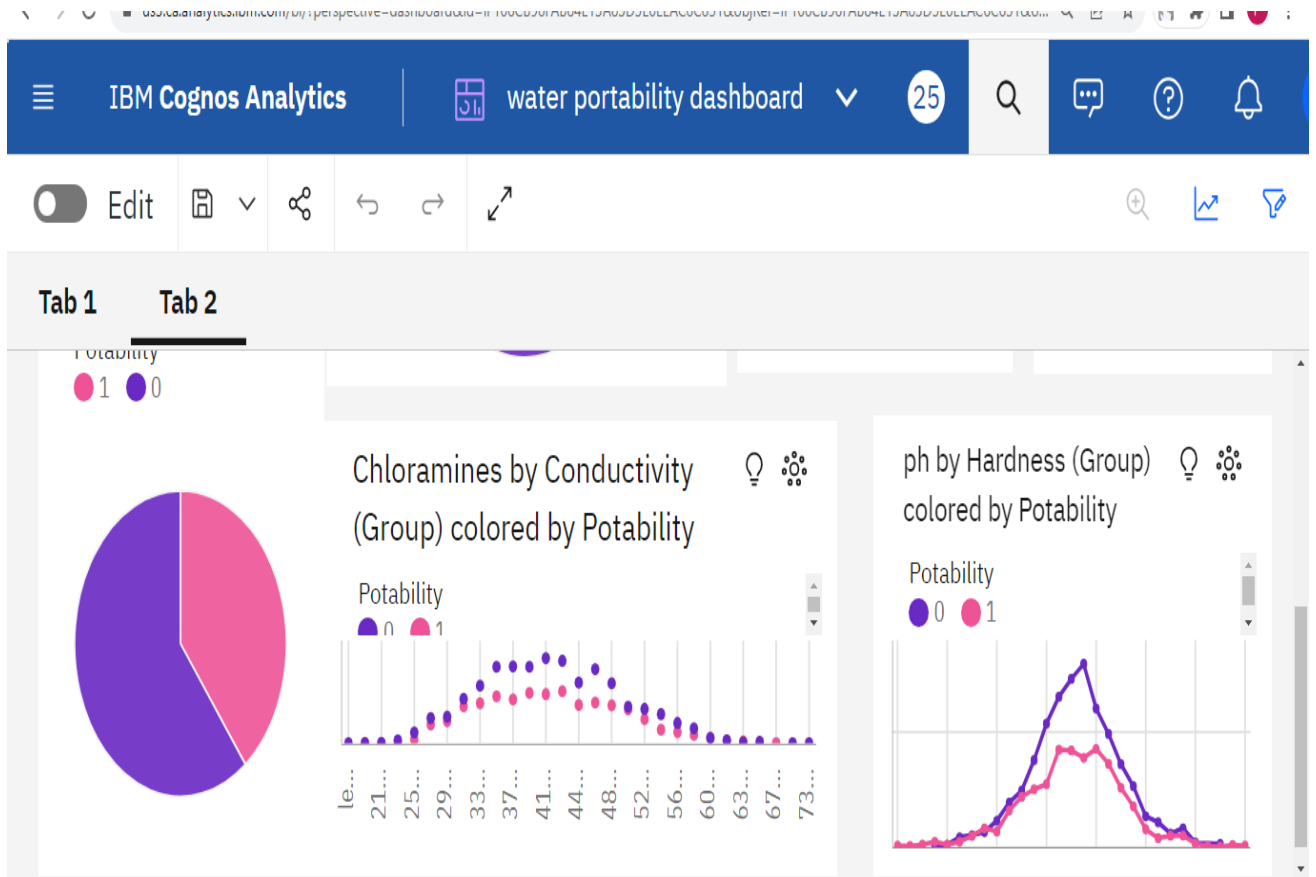 IBM Cognos Analytics
water portability dashboard
25
Edit
Tab 1
Tab 2
Potability
1 0
Chloramines by Conductivity
(Group) colored by Potability
Potability
0 1
le...
21...
25...
29...
33...
37...
41...
44...
48...
52...
56...
60...
63...
67...
73...
ph by Hardness (Group)
colored by Potability
Potability
0 1